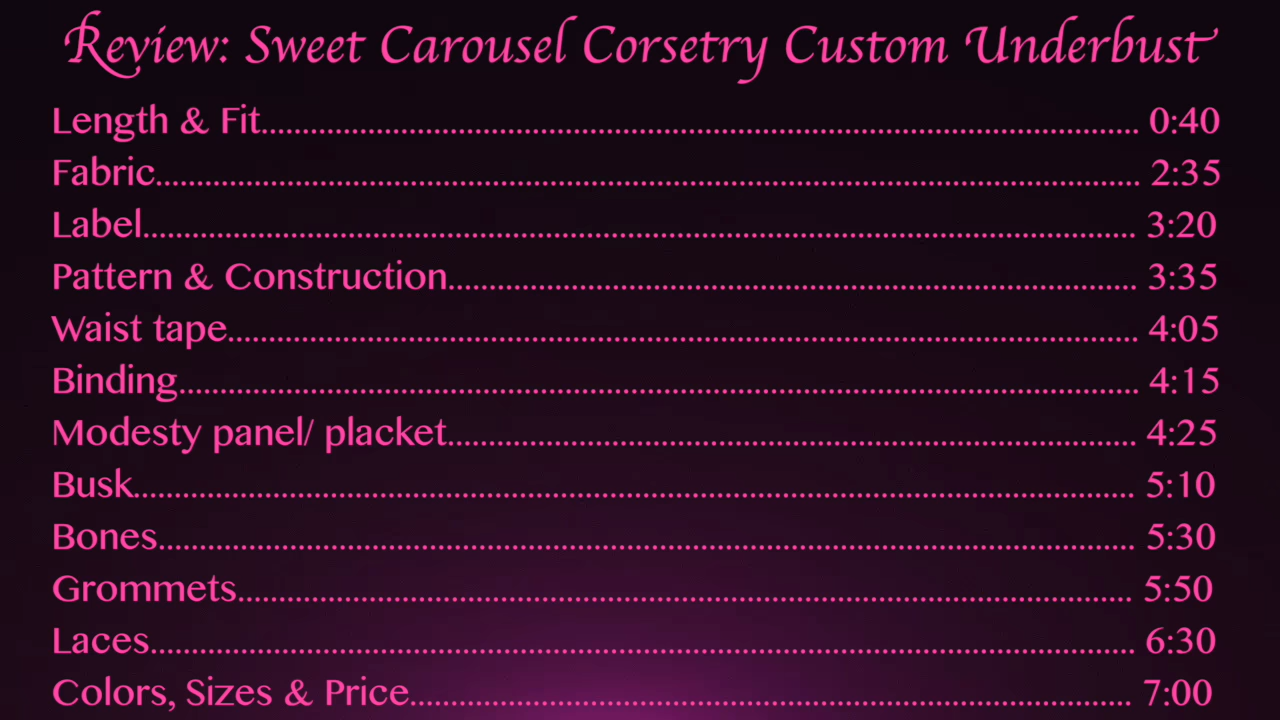 Review: Sweet Carousel Corsetry Custom Underbust
Length & Fit.......................................................................................................... 0:40
Fabric....................................................................................................................... 2:35
Label........................................................................................................................ 3:20
Pattern & Construction................................................................................... 3:35
Waist tape.............................................................................................................. 4:05
Binding.................................................................................................................... 4:15
Modesty panel/ placket................................................................................... 4:25
Busk......................................................................................................................... 5:10
Bones...................................................................................................................... 5:30
Grommets............................................................................................................ 5:50
Laces....................................................................................................................... 6:30
Colors, Sizes & Price....................................................................................... 7:00